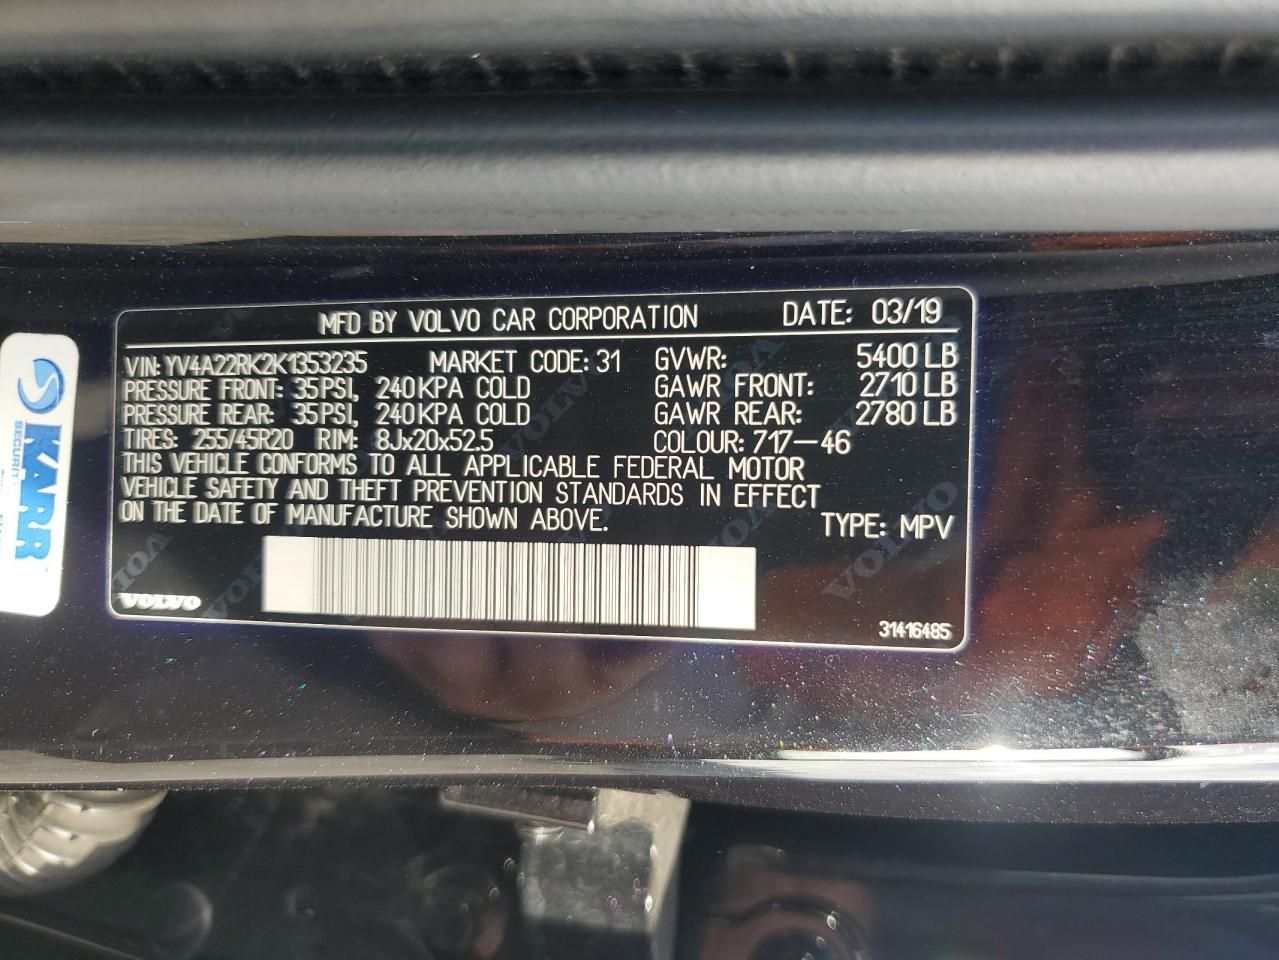 MFD BY VOLVO CAR CORPORATION DATE: 03/19
VIN: YV4A22RK2K1353235 MARKET CODE: 31 GVWR: 5400 LB
PRESSURE FRONT: 35 PSI, 240 KPA COLD GAWR FRONT: 2710 LB
PRESSURE REAR: 35 PSI, 240 KPA COLD GAWR REAR: 2780 LB
TIRES: 255/45R20 RIM: 8Jx20x52.5 COLOUR: 717-46
THIS VEHICLE CONFORMS TO ALL APPLICABLE FEDERAL MOTOR
VEHICLE SAFETY AND THEFT PREVENTION STANDARDS IN EFFECT
ON THE DATE OF MANUFACTURE SHOWN ABOVE.
TYPE: MPV
VOLVO
31416485
KARR
SECURIT